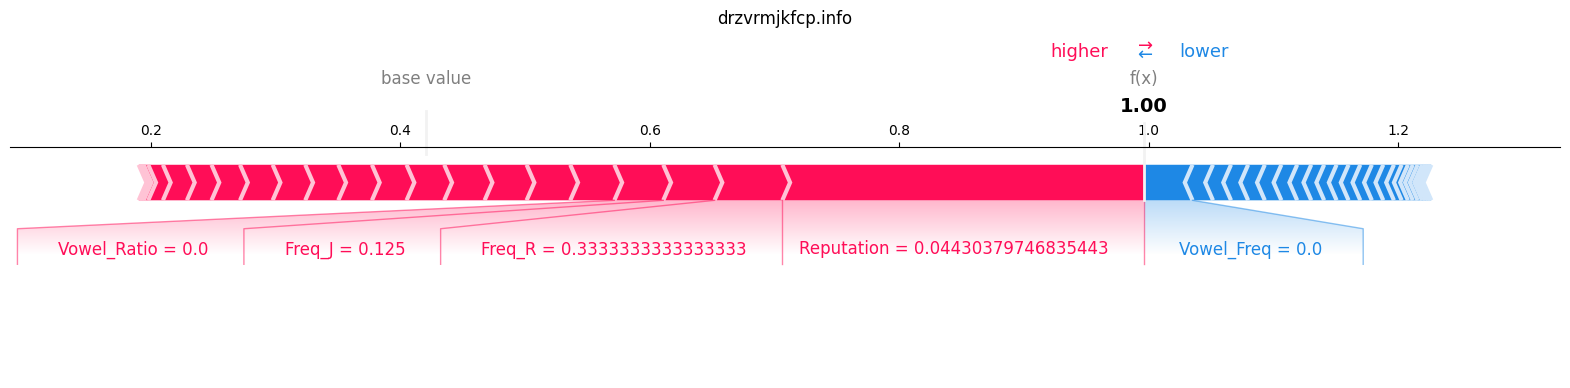 drzvrmjkfcp.info
higher ⇄ lower
base value f(x)
1.00
0.2 0.4 0.6 0.8 1.0 1.2
Vowel_Ratio = 0.0 Freq_J = 0.125 Freq_R = 0.3333333333333333 Reputation = 0.04430379746835443 Vowel_Freq = 0.0